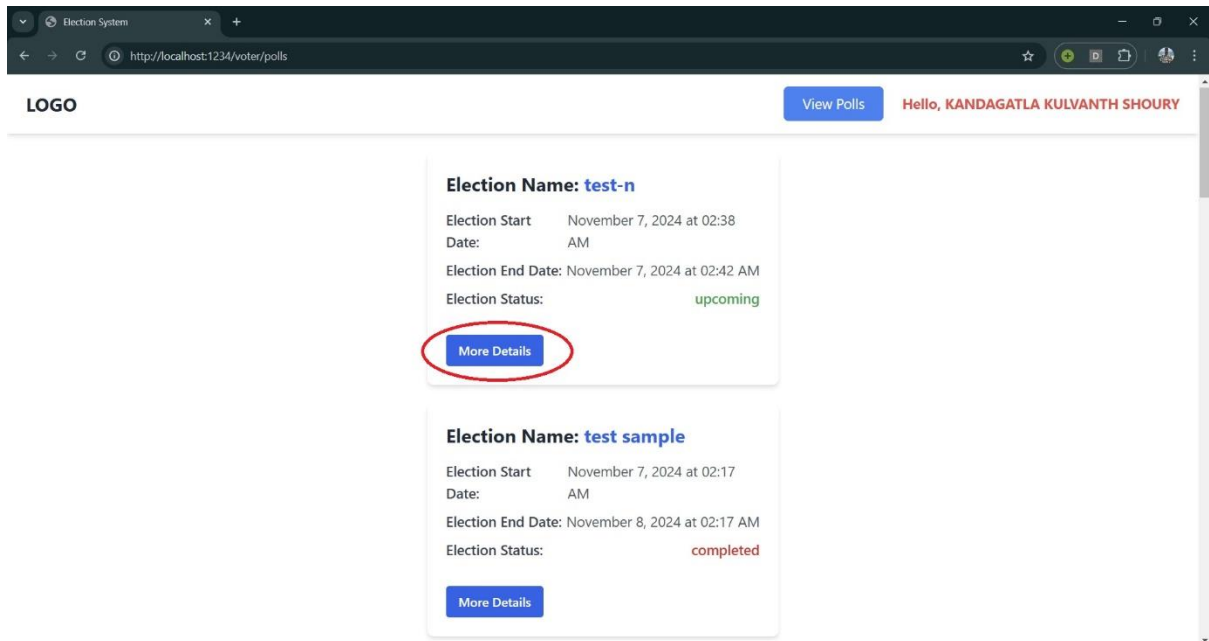 Election System
http://localhost:1234/voter/polls
LOGO
View Polls
Hello, KANDAGATLA KULVANTH SHOURY
Election Name: test-n
Election Start Date: November 7, 2024 at 02:38 AM
Election End Date: November 7, 2024 at 02:42 AM
Election Status: upcoming
More Details
Election Name: test sample
Election Start Date: November 7, 2024 at 02:17 AM
Election End Date: November 8, 2024 at 02:17 AM
Election Status: completed
More Details